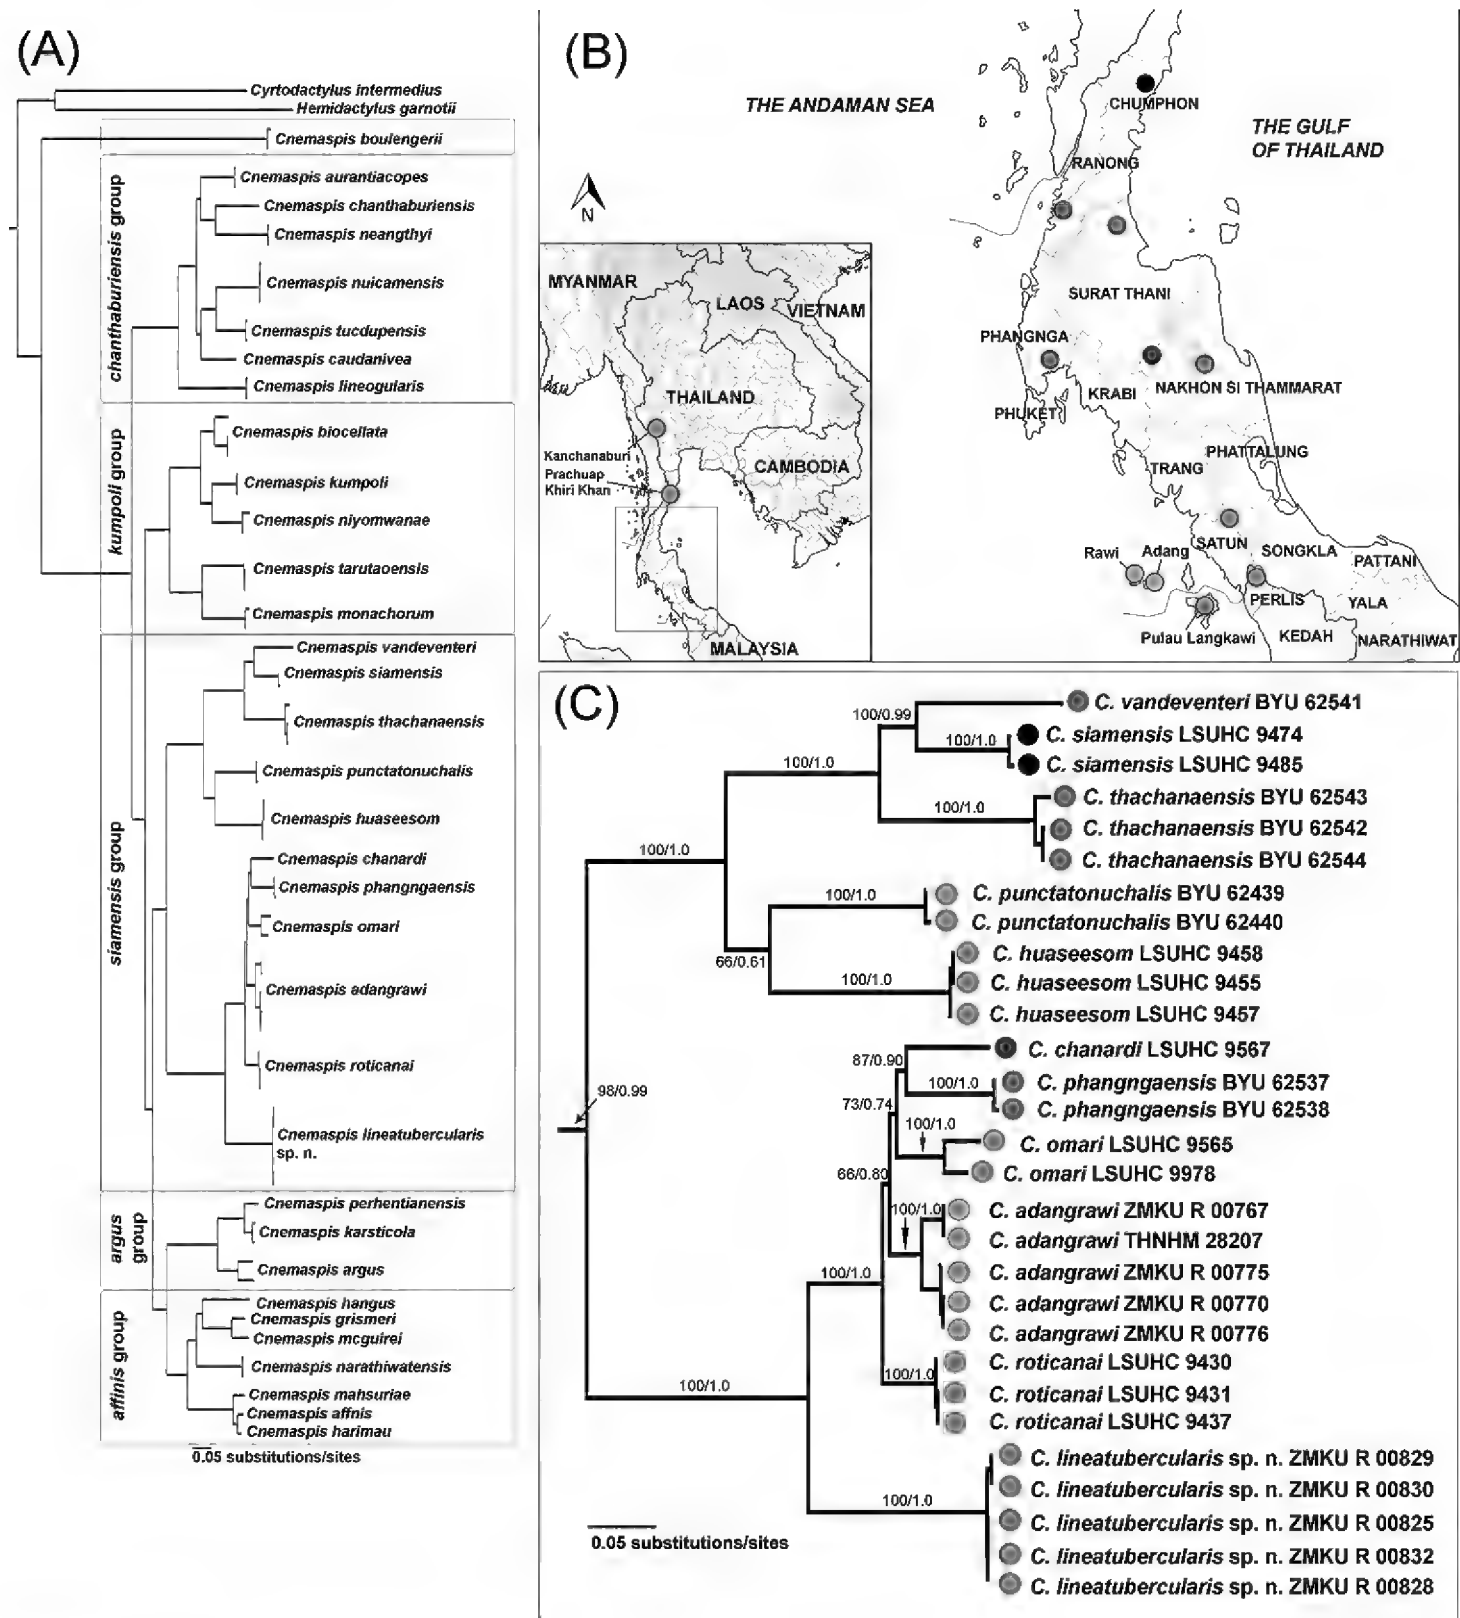 (A)
Cyrtodactylus intermedius
Hemidactylus garnotii
Cnemaspis boulengerii
chanthaburiensis group
Cnemaspis aurantiacopes
Cnemaspis chanthaburiensis
Cnemaspis neangthyi
Cnemaspis nuicamensis
Cnemaspis tucdupensis
Cnemaspis caudanivea
Cnemaspis lineogularis
kumpoli group
Cnemaspis biocellata
Cnemaspis kumpoli
Cnemaspis niyomwanae
Cnemaspis tarutaoensis
Cnemaspis monachorum
siamensis group
Cnemaspis vandeventeri
Cnemaspis siamensis
Cnemaspis thachanaensis
Cnemaspis punctatonuchalis
Cnemaspis huaseesom
Cnemaspis chanardi
Cnemaspis phangngaensis
Cnemaspis omari
Cnemaspis adangrawi
Cnemaspis roticanai
Cnemaspis lineatubercularis
sp. n.
argus
group
Cnemaspis perhentianensis
Cnemaspis karsticola
Cnemaspis argus
affinis group
Cnemaspis hangus
Cnemaspis grismeri
Cnemaspis mcguirei
Cnemaspis narathiwatensis
Cnemaspis mahsuriae
Cnemaspis affnis
Cnemaspis harimau
0.05 substitutions/sites
(B)
THE ANDAMAN SEA
THE GULF
OF THAILAND
N
MYANMAR
LAOS
VIETNAM
THAILAND
Kanchanaburi
Prachuap
Khiri Khan
CAMBODIA
MALAYSIA
CHUMPHON
RANONG
SURAT THANI
PHANGNGA
KRABI
NAKHON SI THAMMARAT
PHUKET
PHATTALUNG
TRANG
SATUN
SONGKLA
PATTANI
Rawi
Adang
PERLIS
YALA
Pulau Langkawi
KEDAH
NARATHIWAT
(C)
C. vandeventeri BYU 62541
100/0.99
C. siamensis LSUHC 9474
100/1.0
C. siamensis LSUHC 9485
100/1.0
C. thachanaensis BYU 62543
100/1.0
C. thachanaensis BYU 62542
C. thachanaensis BYU 62544
100/1.0
C. punctatonuchalis BYU 62439
100/1.0
C. punctatonuchalis BYU 62440
66/0.61
C. huaseesom LSUHC 9458
100/1.0
C. huaseesom LSUHC 9455
C. huaseesom LSUHC 9457
C. chanardi LSUHC 9567
87/0.90
C. phangngaensis BYU 62537
100/1.0
98/0.99
73/0.74
C. phangngaensis BYU 62538
100/1.0
C. omari LSUHC 9565
C. omari LSUHC 9978
66/0.80
C. adangrawi ZMKU R 00767
100/1.0
C. adangrawi THNHM 28207
C. adangrawi ZMKU R 00775
100/1.0
C. adangrawi ZMKU R 00770
C. adangrawi ZMKU R 00776
C. roticanai LSUHC 9430
100/1.0
100/1.0
C. roticanai LSUHC 9431
C. roticanai LSUHC 9437
C. lineatubercularis sp. n. ZMKU R 00829
C. lineatubercularis sp. n. ZMKU R 00830
100/1.0
C. lineatubercularis sp. n. ZMKU R 00825
C. lineatubercularis sp. n. ZMKU R 00832
C. lineatubercularis sp. n. ZMKU R 00828
0.05 substitutions/sites